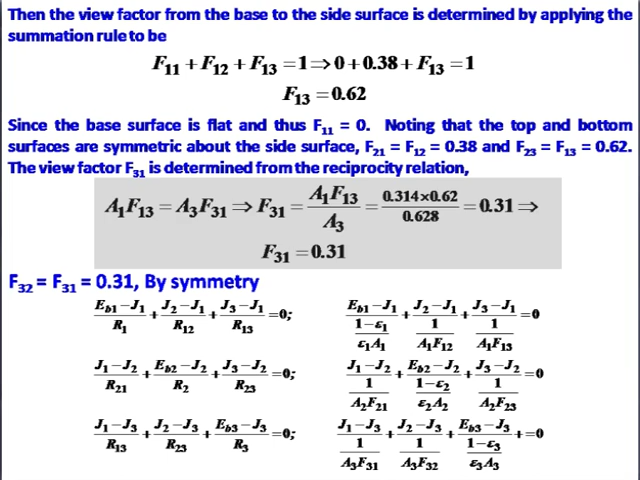 Then the view factor from the base to the side surface is determined by applying the
summation rule to be
F₁₁ + F₁₂ + F₁₃ = 1 ⇒ 0 + 0.38 + F₁₃ = 1
F₁₃ = 0.62
Since the base surface is flat and thus F₁₁ = 0. Noting that the top and bottom
surfaces are symmetric about the side surface, F₂₁ = F₁₂ = 0.38 and F₂₃ = F₁₃ = 0.62.
The view factor F₃₁ is determined from the reciprocity relation,
A₁F₁₃ = A₃F₃₁ ⇒ F₃₁ = A₁F₁₃/A₃ = 0.314×0.62/0.628 = 0.31 ⇒
F₃₁ = 0.31
F₃₂ = F₃₁ = 0.31, By symmetry
(E_b1 − J₁)/R₁ + (J₂ − J₁)/R₁₂ + (J₃ − J₁)/R₁₃ = 0; (E_b1 − J₁)/((1 − ε₁)/(ε₁A₁)) + (J₂ − J₁)/(1/(A₁F₁₂)) + (J₃ − J₁)/(1/(A₁F₁₃)) = 0
(J₁ − J₂)/R₂₁ + (E_b2 − J₂)/R₂ + (J₃ − J₂)/R₂₃ = 0; (J₁ − J₂)/(1/(A₂F₂₁)) + (E_b2 − J₂)/((1 − ε₂)/(ε₂A₂)) + (J₃ − J₂)/(1/(A₂F₂₃)) = 0
(J₁ − J₃)/R₁₃ + (J₂ − J₃)/R₂₃ + (E_b3 − J₃)/R₃ = 0; (J₁ − J₃)/(1/(A₃F₃₁)) + (J₂ − J₃)/(1/(A₃F₃₂)) + (E_b3 − J₃)/((1 − ε₃)/(ε₃A₃)) + = 0